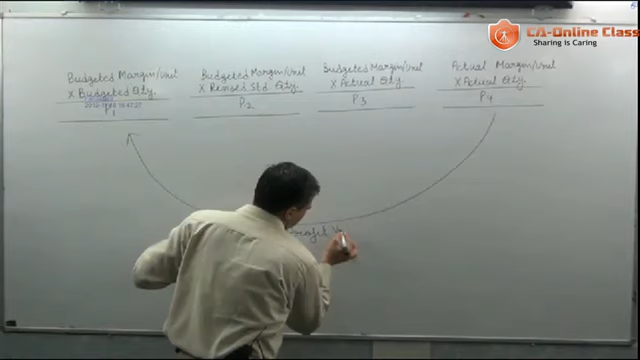 CA-Online Class
Sharing Is Caring
Budgeted Margin/Unit
X Budgeted Qty.
P1
Budgeted Margin/Unit
X Revised Std Qty.
P2
Budgeted Margin/Unit
X Actual Qty.
P3
Actual Margin/Unit
X Actual Qty
P4